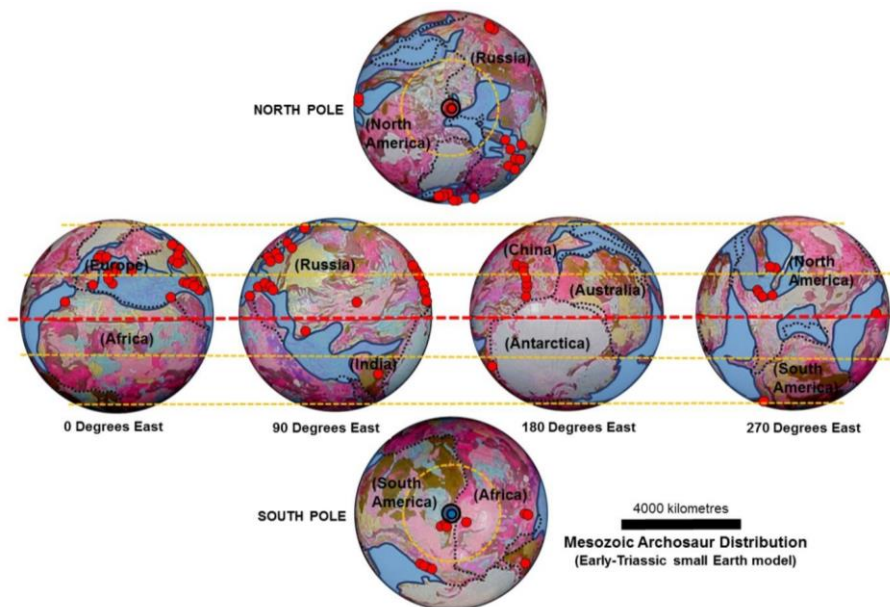 (Russia)
NORTH POLE
(North
America)
(Europe)
(Africa)
(Russia)
(India)
(China)
(Australia)
(Antarctica)
(North
America)
(South
America)
0 Degrees East
90 Degrees East
180 Degrees East
270 Degrees East
(South
America)
(Africa)
SOUTH POLE
4000 kilometres
Mesozoic Archosaur Distribution
(Early-Triassic small Earth model)